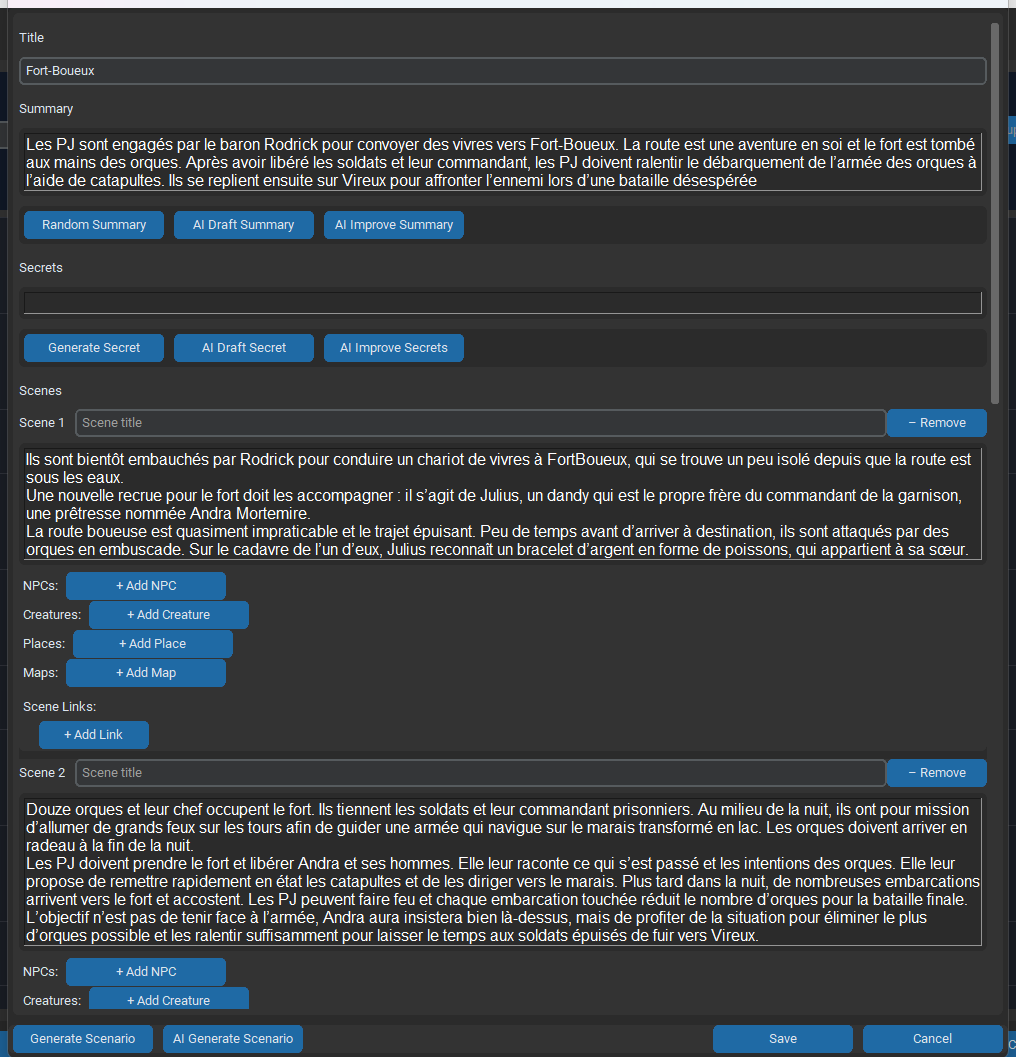 Title
Fort-Boueux
Summary
Les PJ sont engagés par le baron Rodrick pour convoyer des vivres vers Fort-Boueux. La route est une aventure en soi et le fort est tombé
aux mains des orques. Après avoir libéré les soldats et leur commandant, les PJ doivent ralentir le débarquement de l’armée des orques à
l’aide de catapultes. Ils se replient ensuite sur Vireux pour affronter l’ennemi lors d’une bataille désespérée
Random Summary AI Draft Summary AI Improve Summary
Secrets
Generate Secret AI Draft Secret AI Improve Secrets
Scenes
Scene 1 Scene title – Remove
Ils sont bientôt embauchés par Rodrick pour conduire un chariot de vivres à FortBoueux, qui se trouve un peu isolé depuis que la route est
sous les eaux.
Une nouvelle recrue pour le fort doit les accompagner : il s’agit de Julius, un dandy qui est le propre frère du commandant de la garnison,
une prêtresse nommée Andra Mortemire.
La route boueuse est quasiment impraticable et le trajet épuisant. Peu de temps avant d’arriver à destination, ils sont attaqués par des
orques en embuscade. Sur le cadavre de l’un d’eux, Julius reconnaît un bracelet d’argent en forme de poissons, qui appartient à sa sœur.
NPCs: + Add NPC
Creatures: + Add Creature
Places: + Add Place
Maps: + Add Map
Scene Links:
+ Add Link
Scene 2 Scene title – Remove
Douze orques et leur chef occupent le fort. Ils tiennent les soldats et leur commandant prisonniers. Au milieu de la nuit, ils ont pour mission
d’allumer de grands feux sur les tours afin de guider une armée qui navigue sur le marais transformé en lac. Les orques doivent arriver en
radeau à la fin de la nuit.
Les PJ doivent prendre le fort et libérer Andra et ses hommes. Elle leur raconte ce qui s’est passé et les intentions des orques. Elle leur
propose de remettre rapidement en état les catapultes et de les diriger vers le marais. Plus tard dans la nuit, de nombreuses embarcations
arrivent vers le fort et accostent. Les PJ peuvent faire feu et chaque embarcation touchée réduit le nombre d’orques pour la bataille finale.
L’objectif n’est pas de tenir face à l’armée, Andra aura insistera bien là-dessus, mais de profiter de la situation pour éliminer le plus
d’orques possible et les ralentir suffisamment pour laisser le temps aux soldats épuisés de fuir vers Vireux.
NPCs: + Add NPC
Creatures: + Add Creature
Generate Scenario AI Generate Scenario Save Cancel